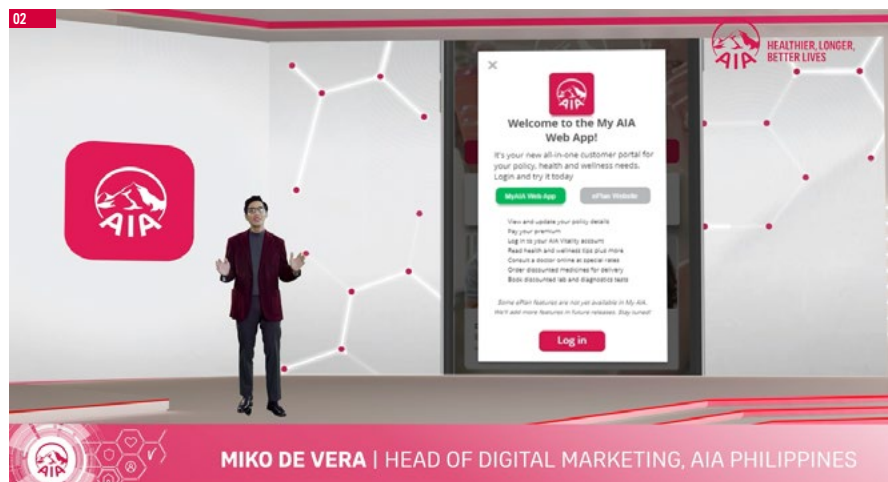 02
AIA
HEALTHIER, LONGER,
BETTER LIVES
AIA
AIA
Welcome to the My AIA
Web App!
It's your new all-in-one customer portal for
your policy, health and wellness needs.
Login and try it today
MyAIA Web App
ePlan Website
View and update your policy details
Pay your premium
Log in to your AIA Vitality account
Read health and wellness tips plus more
Consult a doctor online at special rates
Order discounted medicines for delivery
Book discounted lab and diagnostics tests
Some ePlan features are not yet available in My AIA.
We'll add more features in future releases. Stay tuned!
Log in
AIA
MIKO DE VERA | HEAD OF DIGITAL MARKETING, AIA PHILIPPINES